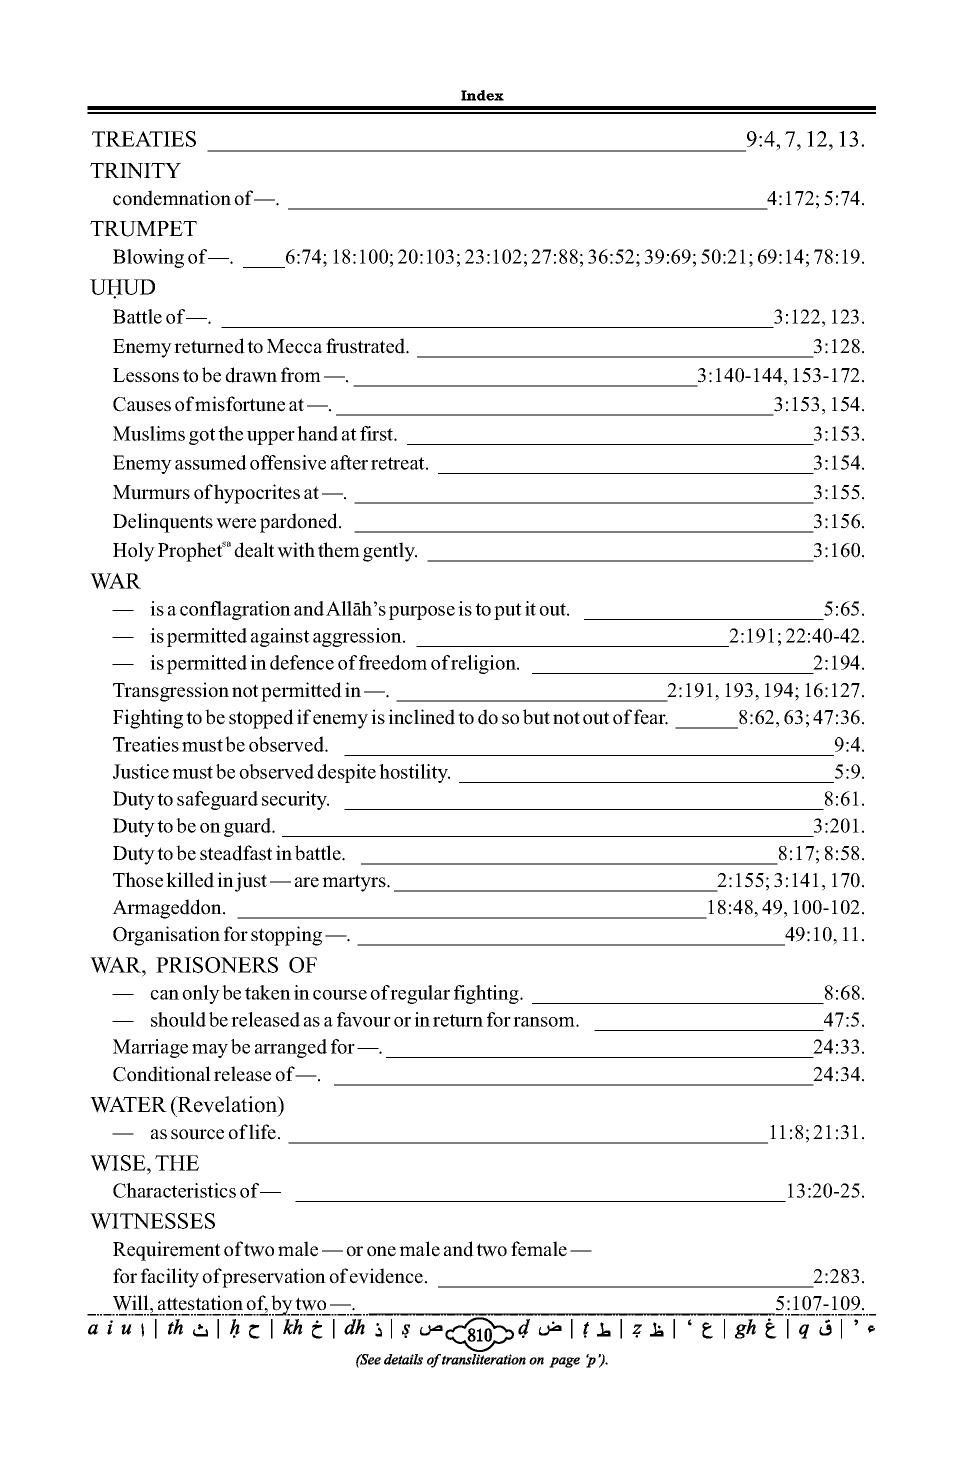 Index
TREATIES 9:4, 7, 12, 13.
TRINITY
condemnation of —. 4:172; 5:74.
TRUMPET
Blowing of —. 6:74; 18:100; 20:103; 23:102; 27:88; 36:52; 39:69; 50:21; 69:14; 78:19.
UḤUD
Battle of —. 3:122, 123.
Enemy returned to Mecca frustrated. 3:128.
Lessons to be drawn from —. 3:140-144, 153-172.
Causes of misfortune at —. 3:153, 154.
Muslims got the upper hand at first. 3:153.
Enemy assumed offensive after retreat. 3:154.
Murmurs of hypocrites at —. 3:155.
Delinquents were pardoned. 3:156.
Holy Prophetsa dealt with them gently. 3:160.
WAR
— is a conflagration and Allāh's purpose is to put it out. 5:65.
— is permitted against aggression. 2:191; 22:40-42.
— is permitted in defence of freedom of religion. 2:194.
Transgression not permitted in —. 2:191, 193, 194; 16:127.
Fighting to be stopped if enemy is inclined to do so but not out of fear. 8:62, 63; 47:36.
Treaties must be observed. 9:4.
Justice must be observed despite hostility. 5:9.
Duty to safeguard security. 8:61.
Duty to be on guard. 3:201.
Duty to be steadfast in battle. 8:17; 8:58.
Those killed in just — are martyrs. 2:155; 3:141, 170.
Armageddon. 18:48, 49, 100-102.
Organisation for stopping —. 49:10, 11.
WAR, PRISONERS OF
— can only be taken in course of regular fighting. 8:68.
— should be released as a favour or in return for ransom. 47:5.
Marriage may be arranged for —. 24:33.
Conditional release of —. 24:34.
WATER (Revelation)
— as source of life. 11:8; 21:31.
WISE, THE
Characteristics of — 13:20-25.
WITNESSES
Requirement of two male — or one male and two female —
for facility of preservation of evidence. 2:283.
Will, attestation of, by two —. 5:107-109.
a i u ا | th ث | ḥ ح | kh خ | dh ذ | ṣ ص 810 ḍ ض | ṭ ط | ẓ ظ | ‘ ع | gh غ | q ق | ’ ء
(See details of transliteration on page ‘p’).